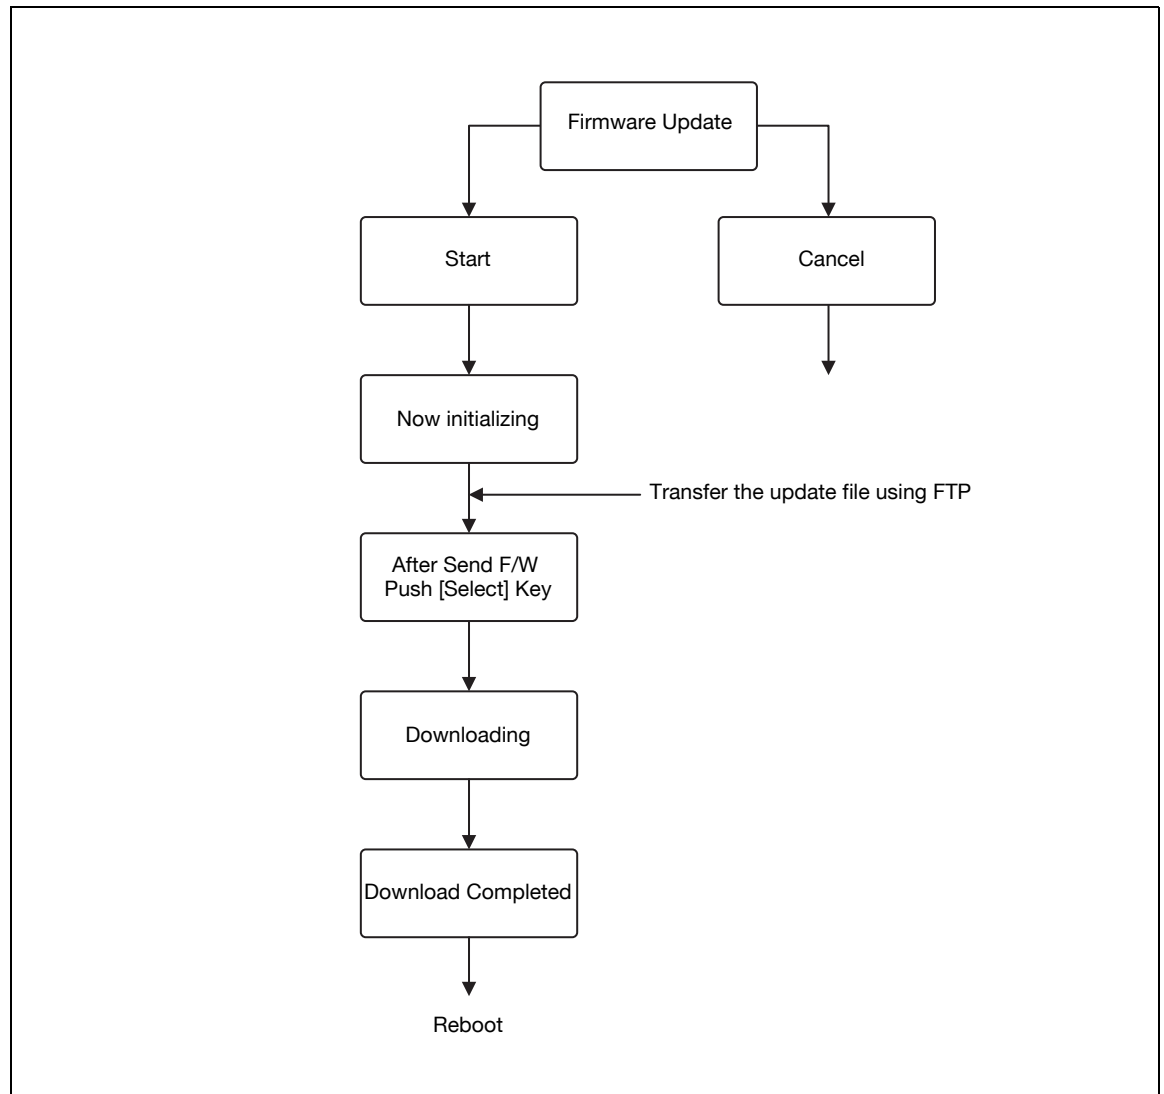 Firmware Update
Start
Cancel
Now initializing
Transfer the update file using FTP
After Send F/W
Push [Select] Key
Downloading
Download Completed
Reboot